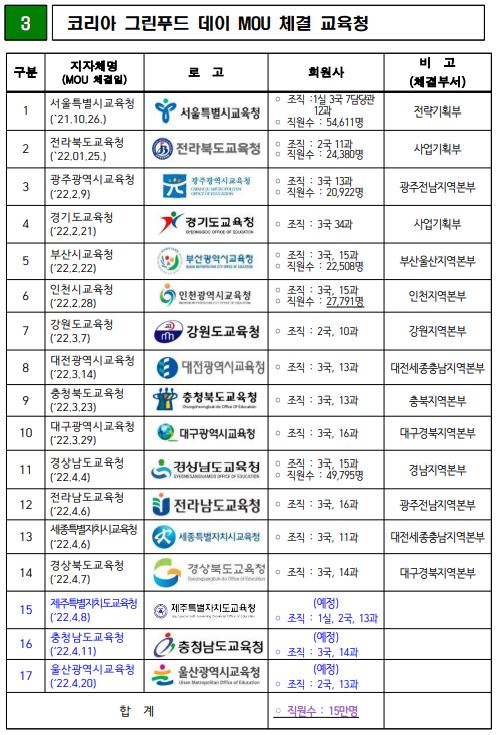 3 코리아 그린푸드 데이 MOU 체결 교육청
구분 지자체명 (MOU 체결일) 로 고 회원사 비 고 (체결부서)
1 서울특별시교육청 (`21.10.26.) 서울특별시교육청 ◦ 조직 :1실 3국 7담당관 12과 ◦ 직원수 : 54,611명 전략기획부
2 전라북도교육청 (‘22.01.25.) 전라북도교육청 ◦ 조직 : 2국 11과 ◦ 직원수 : 24,380명 사업기획부
3 광주광역시교육청 (‘22.2.9) 광주광역시교육청 GWANGJU METROPOLITAN OFFICE OF EDUCATION ◦ 조직 : 3국 13과 ◦ 직원수 : 20,922명 광주전남지역본부
4 경기도교육청 (‘22.2.21) 경기도교육청 GYEONGGIDO OFFICE OF EDUCATION ◦ 조직 : 3국 34과 사업기획부
5 부산시교육청 (‘22.2.22) 부산광역시교육청 BUSAN METROPOLITAN CITY OFFICE OF EDUCATION ◦ 조직 : 3국, 15과 ◦ 직원수 : 22,508명 부산울산지역본부
6 인천시교육청 (‘22.2.28) 인천광역시교육청 ◦ 조직 : 3국, 15과 ◦ 직원수 : 27,791명 인천지역본부
7 강원도교육청 (‘22.3.7) 강원도교육청 ◦ 조직 : 2국, 10과 강원지역본부
8 대전광역시교육청 (‘22.3.14) 대전광역시교육청 ◦ 조직 : 3국, 13과 대전세종충남지역본부
9 충청북도교육청 (‘22.3.23) 충청북도교육청 Chungcheongbuk-do Office Of Education ◦ 조직 : 3국, 13과 충북지역본부
10 대구광역시교육청 (‘22.3.29) 대구광역시교육청 ◦ 조직 : 3국, 16과 대구경북지역본부
11 경상남도교육청 (‘22.4.4) 경상남도교육청 GYEONGSANGNAMDO OFFICE OF EDUCATION ◦ 조직 : 3국, 15과 ◦ 직원수 : 49,795명 경남지역본부
12 전라남도교육청 (‘22.4.6) 전라남도교육청 ◦ 조직 : 3국, 16과 광주전남지역본부
13 세종특별자치시교육청 (‘22.4.6) 세종특별자치시교육청 ◦ 조직 : 3국, 11과 대전세종충남지역본부
14 경상북도교육청 (‘22.4.7) 경상북도교육청 Gyeongsangbuk-do Office of Education ◦ 조직 : 3국, 14과 대구경북지역본부
15 제주특별자치도교육청 (‘22.4.8) 제주특별자치도교육청 (예정) ◦ 조직 : 1실, 2국, 13과
16 충청남도교육청 (‘22.4.11) 충청남도교육청 (예정) ◦ 조직 : 3국, 14과
17 울산광역시교육청 (‘22.4.20) 울산광역시교육청 Ulsan Metropolitan Office of Education (예정) ◦ 조직 : 2국, 13과
합 계 ◦ 직원수 : 15만명